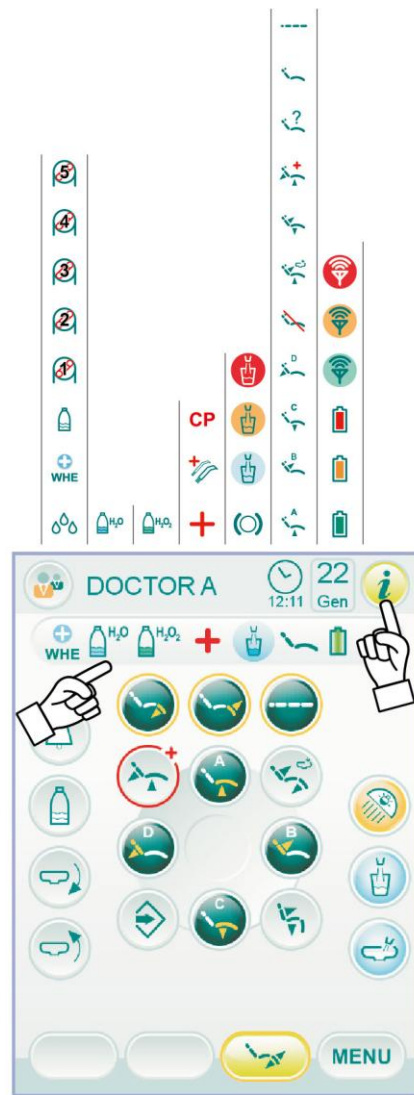 ?
5
4
3
2
1
D
C
CP
B
WHE
H₂O
H₂O₂
A
DOCTOR A
12:11
22
Gen
i
WHE
H₂O
H₂O₂
A
D
B
C
MENU